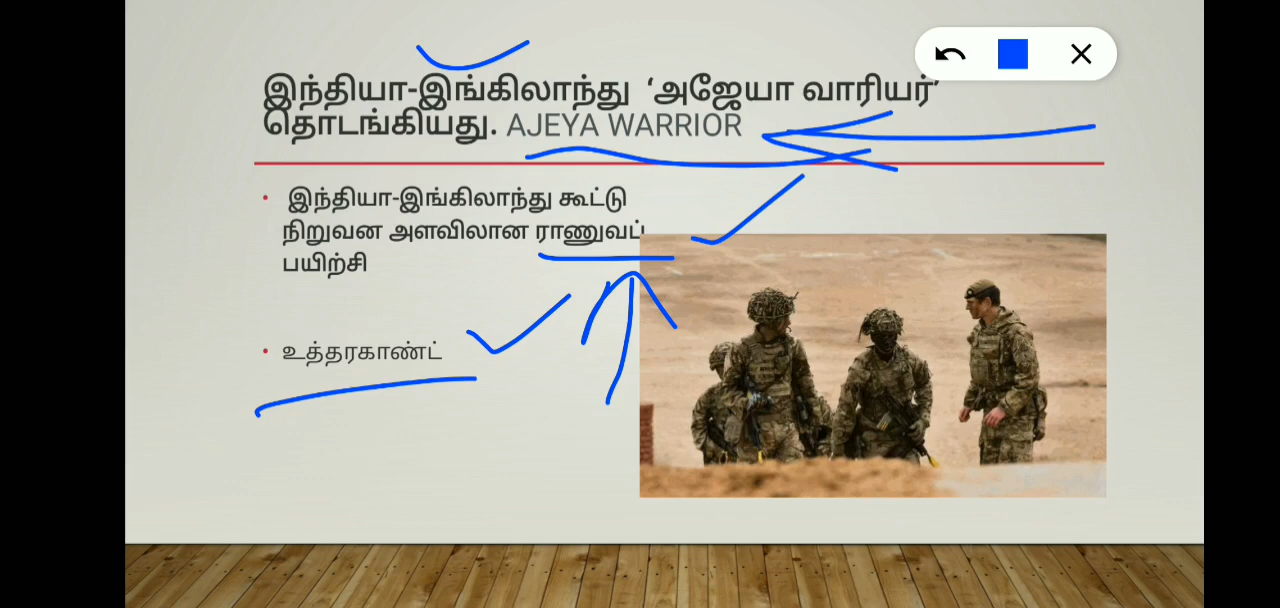 இந்தியா-இங்கிலாந்து ‘அஜேயா வாரியர்’
தொடங்கியது. AJEYA WARRIOR
இந்தியா-இங்கிலாந்து கூட்டு
நிறுவன அளவிலான ராணுவப்
பயிற்சி
உத்தரகாண்ட்